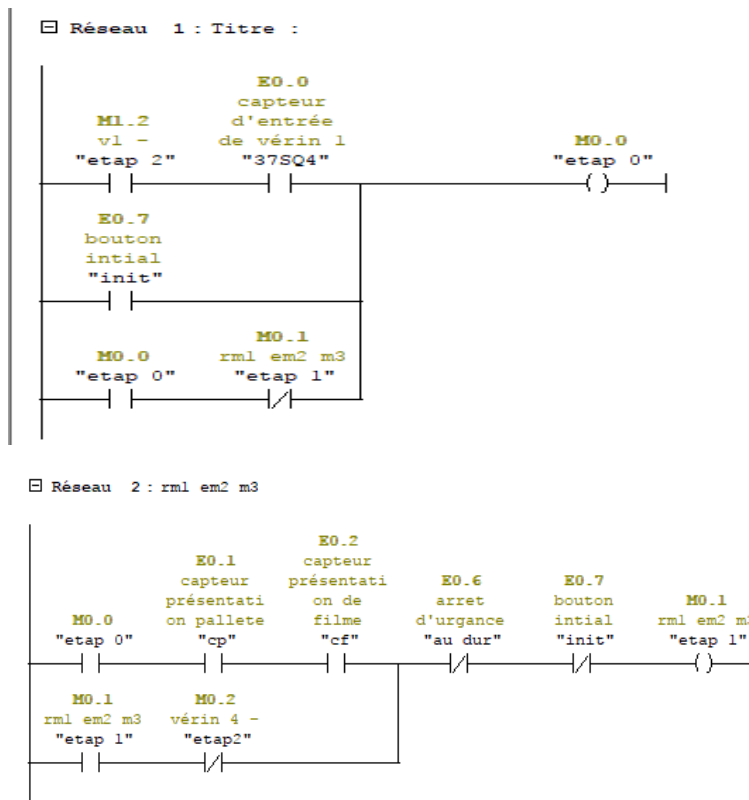 Réseau 1 : Titre :
E0.0
capteur
M1.2 d'entrée
v1 - de vérin 1 M0.0
"etap 2" "37SQ4" "etap 0"
E0.7
bouton
intial
"init"
M0.1
M0.0 rm1 em2 m3
"etap 0" "etap 1"
Réseau 2 : rm1 em2 m3
E0.2
E0.1 capteur
capteur présentati E0.6 E0.7
présentati on de arret bouton
M0.0 on pallete filme d'urgance intial M0.1
"etap 0" "cp" "cf" "au dur" "init" rm1 em2 m3
"etap 1"
M0.1 M0.2
rm1 em2 m3 vérin 4 -
"etap 1" "etap2"